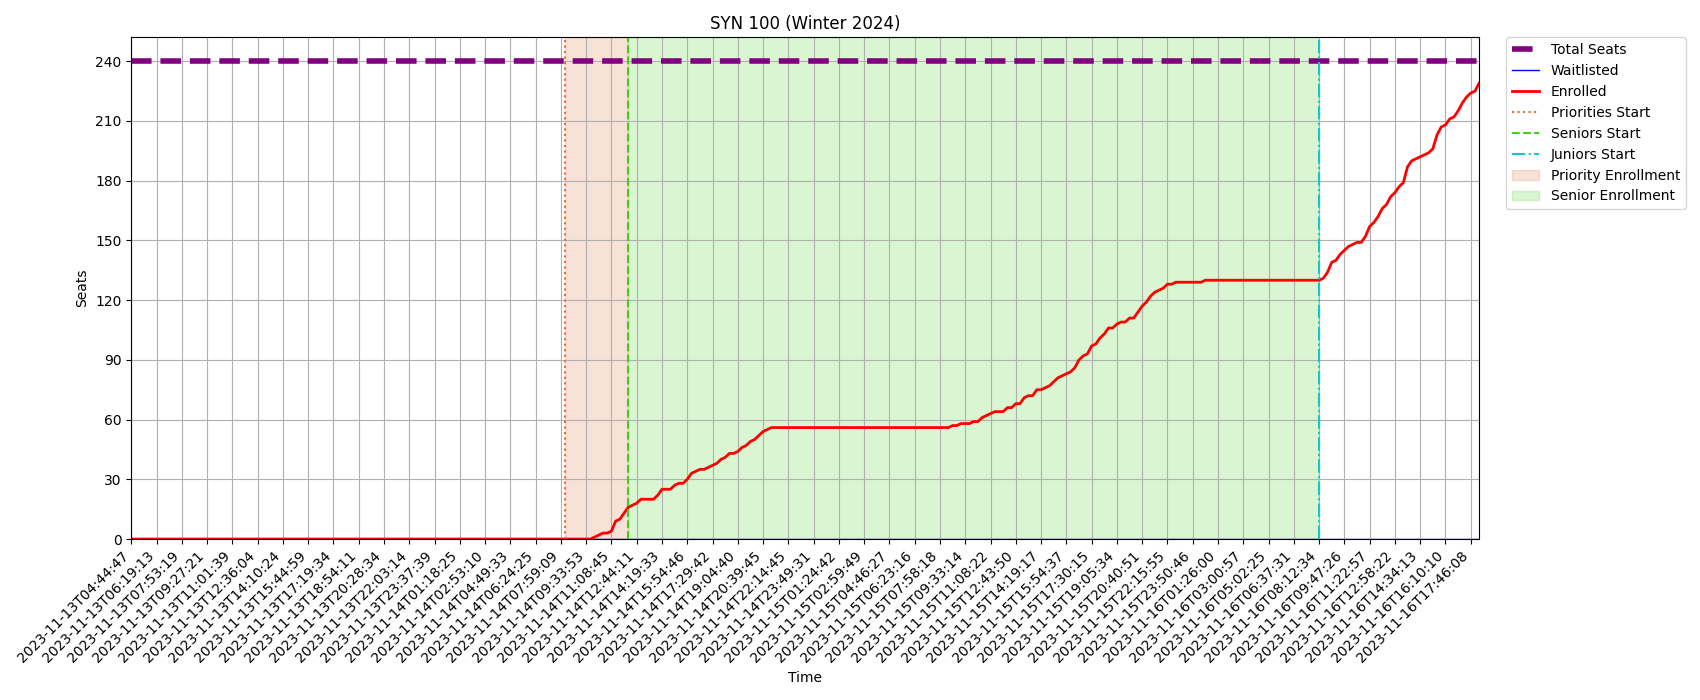 SYN 100 (Winter 2024)
Total Seats
Waitlisted
Enrolled
Priorities Start
Seniors Start
Juniors Start
Priority Enrollment
Senior Enrollment
Seats
240
210
180
150
120
90
60
30
0
2023-11-13T04:44:47
2023-11-13T06:19:13
2023-11-13T07:53:19
2023-11-13T09:27:21
2023-11-13T11:01:39
2023-11-13T12:36:04
2023-11-13T14:10:24
2023-11-13T15:44:59
2023-11-13T17:19:34
2023-11-13T18:54:11
2023-11-13T20:28:34
2023-11-13T22:03:14
2023-11-13T23:37:39
2023-11-14T01:18:25
2023-11-14T02:53:10
2023-11-14T04:49:33
2023-11-14T06:24:25
2023-11-14T07:59:09
2023-11-14T09:33:53
2023-11-14T11:08:45
2023-11-14T12:44:11
2023-11-14T14:19:33
2023-11-14T15:54:46
2023-11-14T17:29:42
2023-11-14T19:04:40
2023-11-14T20:39:45
2023-11-14T22:14:45
2023-11-14T23:49:31
2023-11-15T01:24:42
2023-11-15T02:59:49
2023-11-15T04:46:27
2023-11-15T06:23:16
2023-11-15T07:58:18
2023-11-15T09:33:14
2023-11-15T11:08:22
2023-11-15T12:43:50
2023-11-15T14:19:17
2023-11-15T15:54:37
2023-11-15T17:30:15
2023-11-15T19:05:34
2023-11-15T20:40:51
2023-11-15T22:15:55
2023-11-15T23:50:46
2023-11-16T01:26:00
2023-11-16T03:00:57
2023-11-16T05:02:25
2023-11-16T06:37:31
2023-11-16T08:12:34
2023-11-16T09:47:26
2023-11-16T11:22:57
2023-11-16T12:58:22
2023-11-16T14:34:13
2023-11-16T16:10:10
2023-11-16T17:46:08
Time